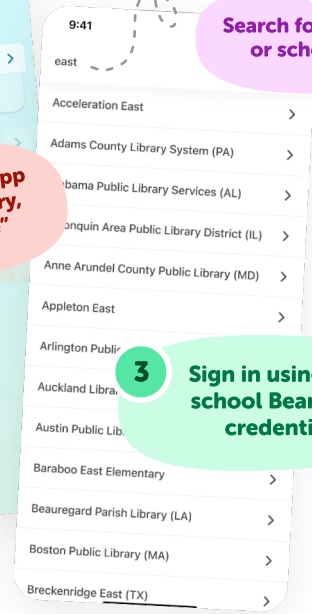 9:41
Search fo
or scho
east
Acceleration East
Adams County Library System (PA)
pp
ry,
"
bama Public Library Services (AL)
onquin Area Public Library District (IL)
Anne Arundel County Public Library (MD)
Appleton East
Arlington Public
3
Sign in usin
school Bean
credenti
Auckland Libra
Austin Public Lib
Baraboo East Elementary
Beauregard Parish Library (LA)
Boston Public Library (MA)
Breckenridge East (TX)